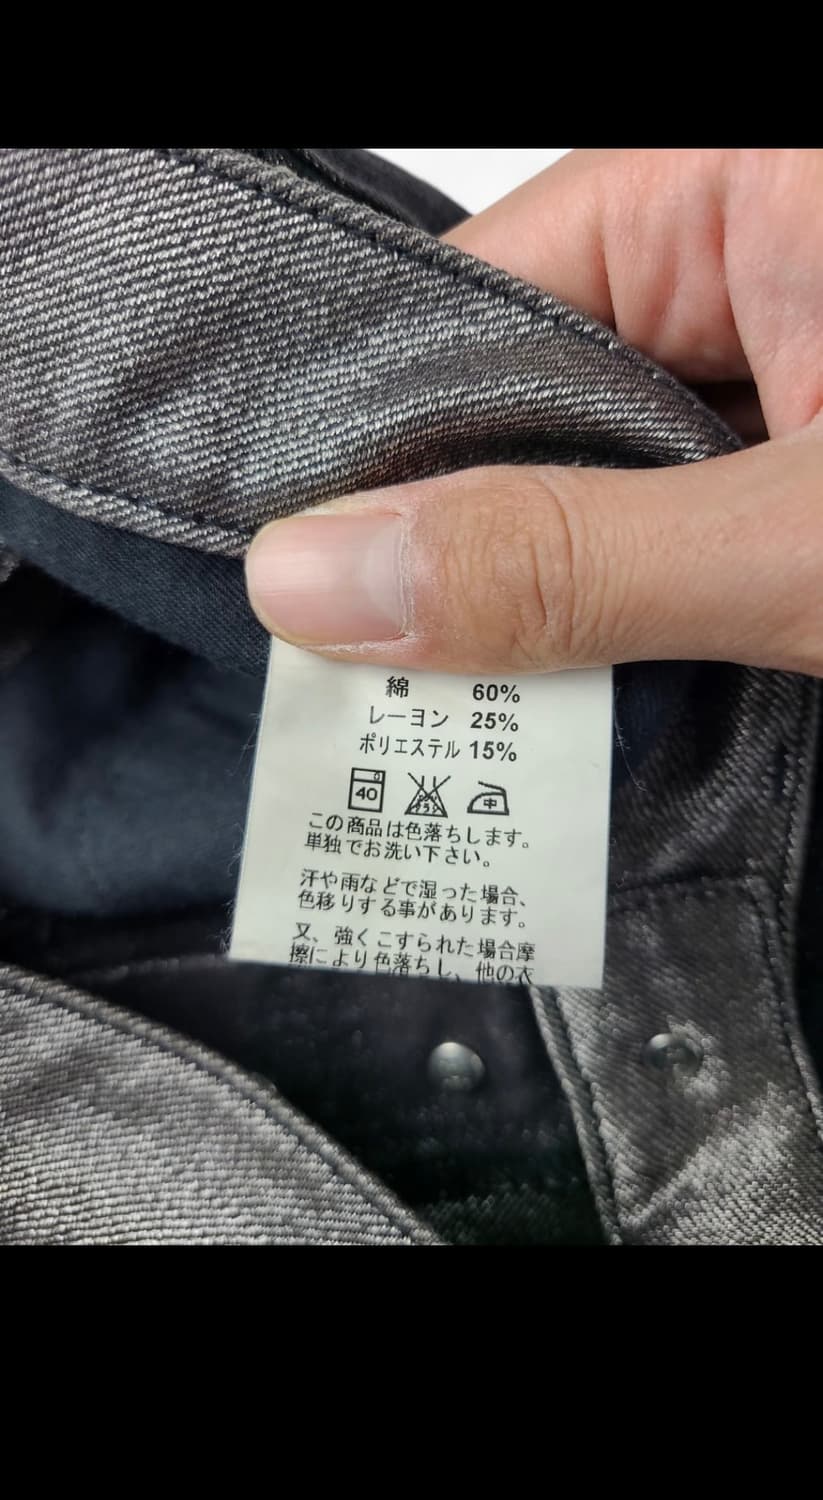 綿 60%
レーヨン 25%
ポリエステル 15%
40
中
この商品は色落ちします。
単独でお洗い下さい。
汗や雨などで湿った場合、
色移りする事があります。
又、強くこすられた場合摩
擦により色落ちし、他の衣